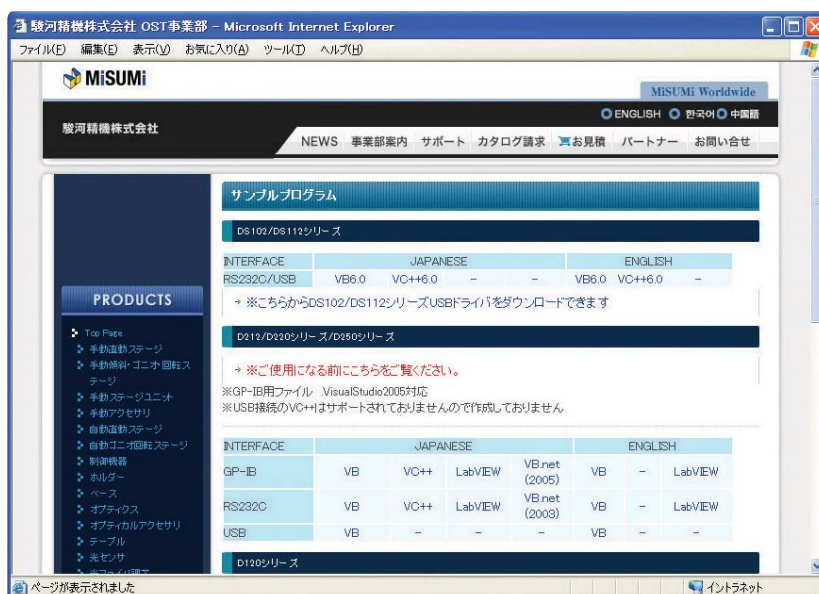 駿河精機株式会社 OST事業部 - Microsoft Internet Explorer
ファイル(F) 編集(E) 表示(V) お気に入り(A) ツール(T) ヘルプ(H)
MiSUMi
MiSUMi Worldwide
ENGLISH 한국어 中国語
駿河精機株式会社
NEWS 事業部案内 サポート カタログ請求 お見積 パートナー お問い合せ
サンプルプログラム
DS102/DS112シリーズ
INTERFACE JAPANESE ENGLISH
RS232C/USB VB6.0 VC++6.0 - - VB6.0 VC++6.0 -
※こちらからDS102/DS112シリーズUSBドライバをダウンロードできます
D212/D220シリーズ/D250シリーズ
※ご使用になる前にこちらをご覧ください。
※GP-IB用ファイル .VisualStudio2005対応
※USB接続のVC++はサポートされておりませんので作成しておりません
INTERFACE JAPANESE ENGLISH
GP-IB VB VC++ LabVIEW VB.net (2005) VB - LabVIEW
RS232C VB VC++ LabVIEW VB.net (2003) VB - LabVIEW
USB VB - - - VB - -
D120シリーズ
PRODUCTS
Top Page
手動直動ステージ
手動傾斜・ゴニオ・回転ス
テージ
手動ステージユニット
手動アクセサリ
自動直動ステージ
自動ゴニオ回転ステージ
制御機器
ホルダー
ベース
オプティクス
オプティカルアクセサリ
テーブル
光センサ
ページが表示されました
イントラネット